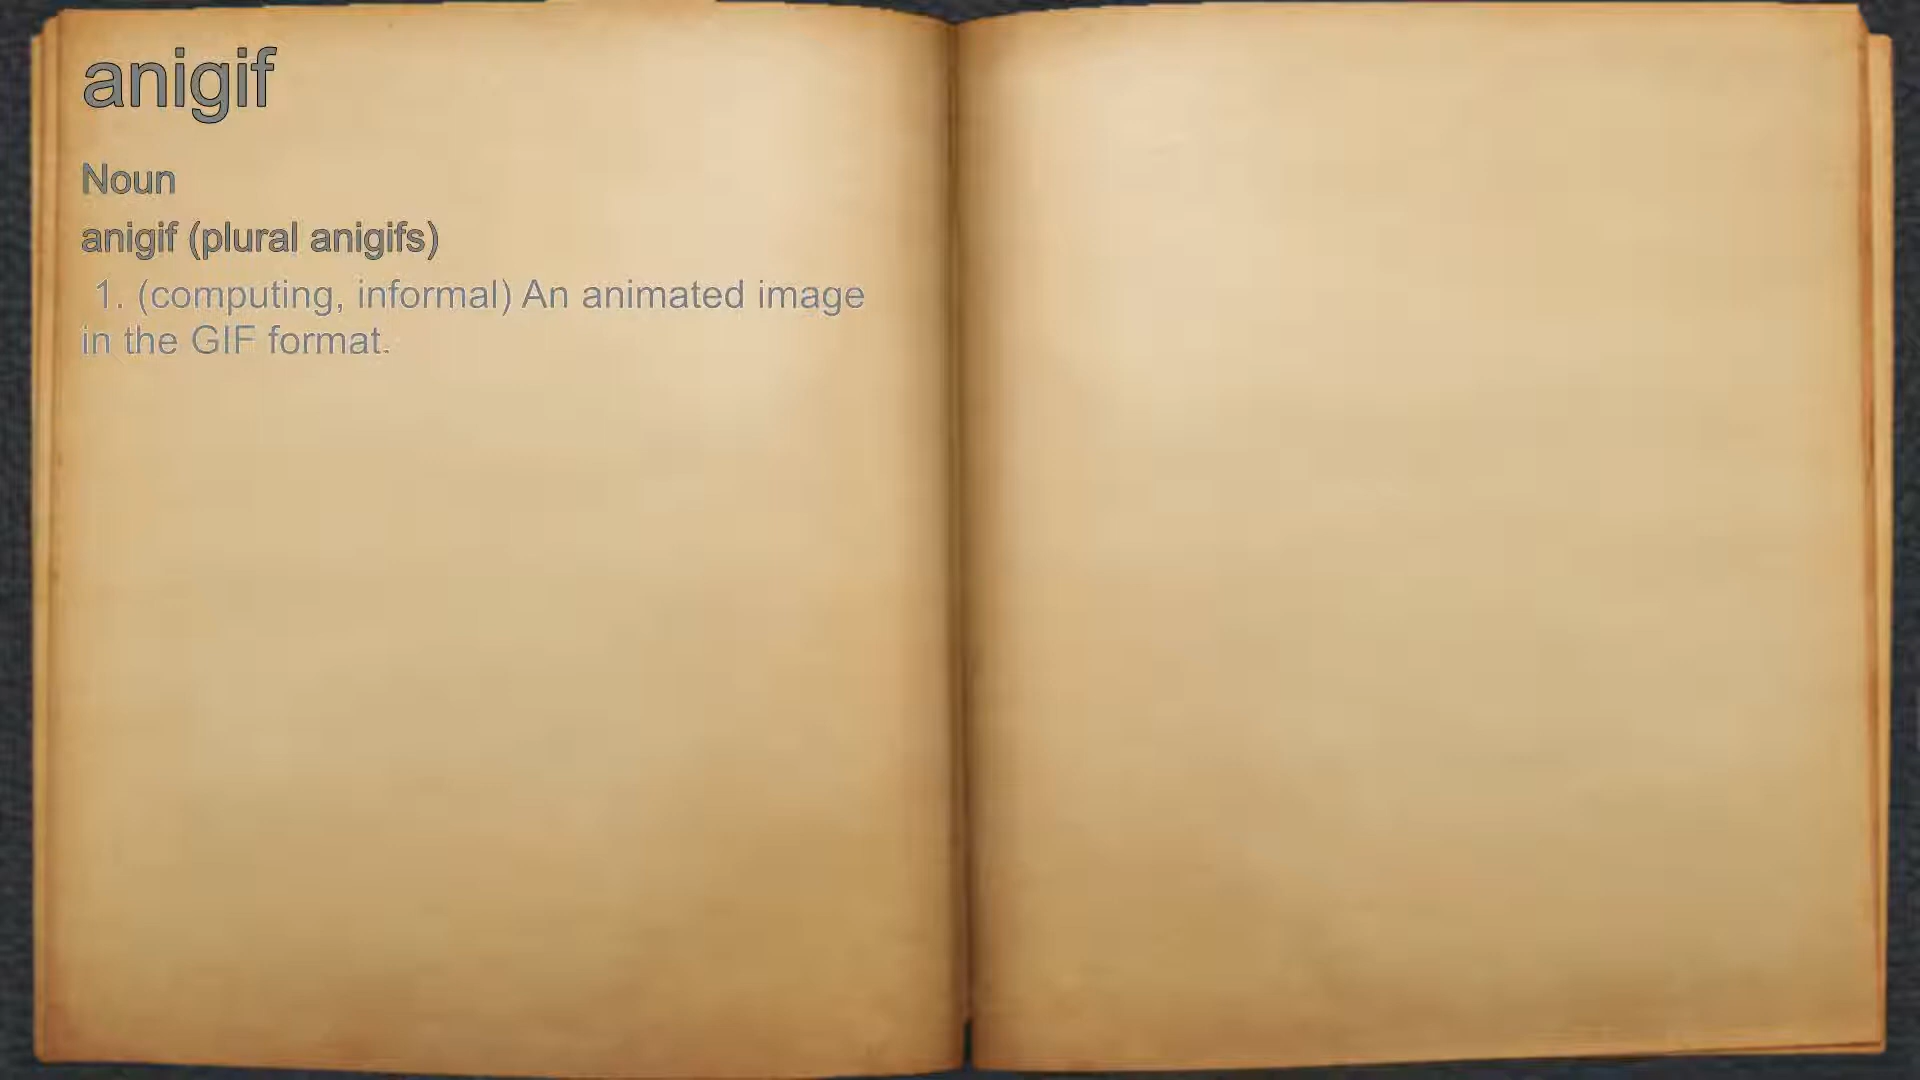 anigif
Noun
anigif (plural anigifs)
1. (computing, informal) An animated image
in the GIF format.